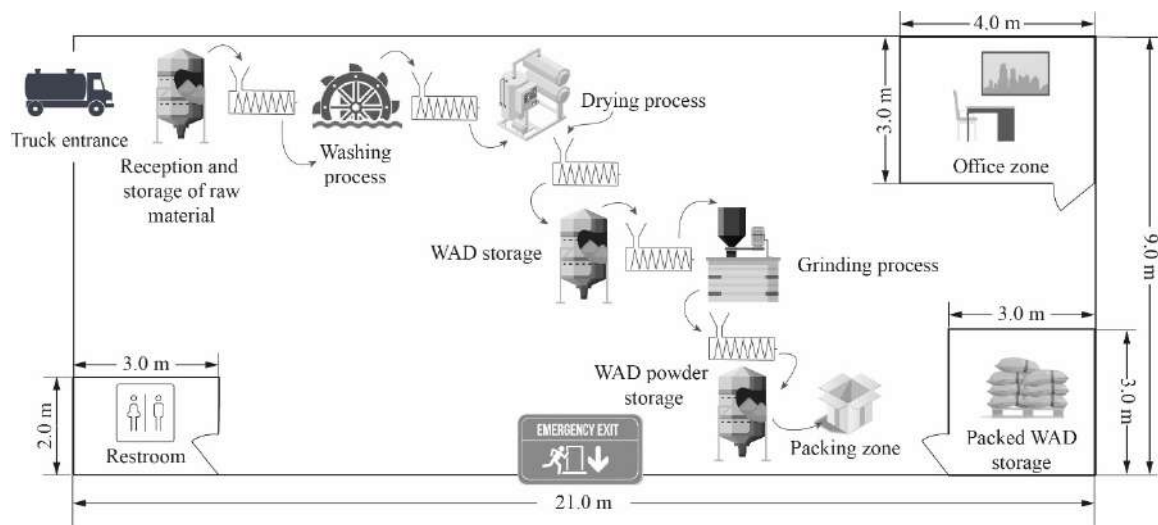 4.0 m
3.0 m
Truck entrance
Drying process
Office zone
Reception and
storage of raw
material
Washing
process
9.0 m
WAD storage
Grinding process
3.0 m
3.0 m
WAD powder
storage
2.0 m
3.0 m
EMERGENCY EXIT
Restroom
Packing zone
Packed WAD
storage
21.0 m